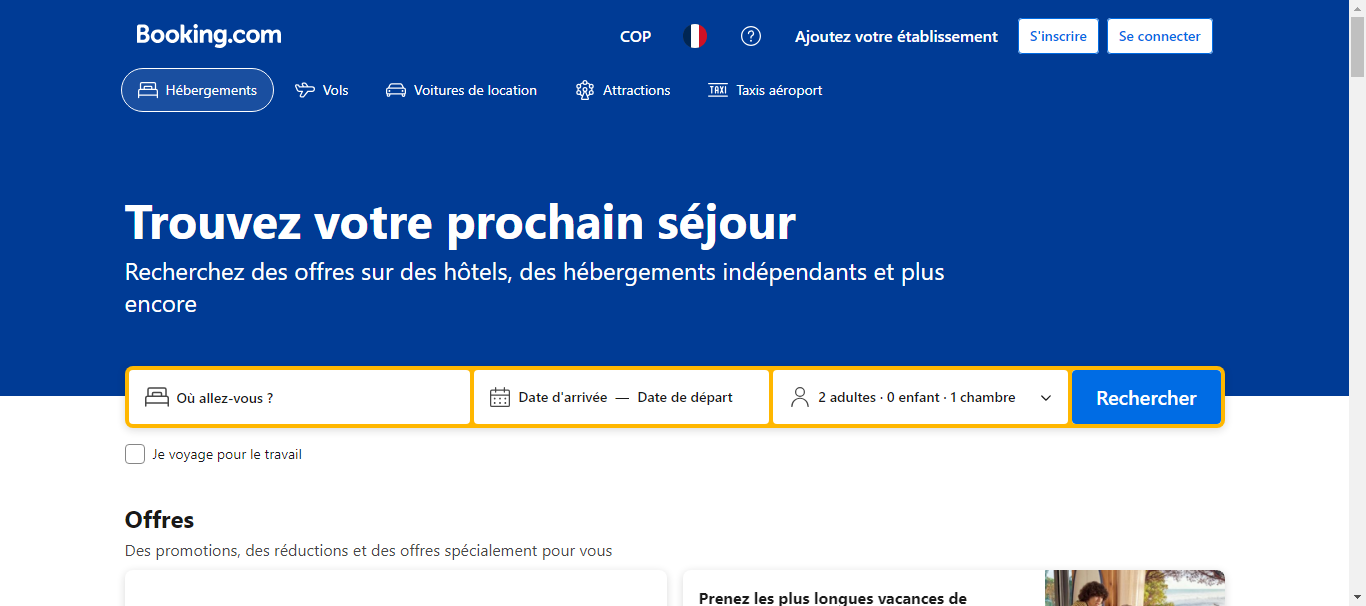 Booking.com
COP
Ajoutez votre établissement
S'inscrire
Se connecter
Hébergements
Vols
Voitures de location
Attractions
TAXI
Taxis aéroport
Trouvez votre prochain séjour
Recherchez des offres sur des hôtels, des hébergements indépendants et plus
encore
Où allez-vous ?
Date d'arrivée — Date de départ
2 adultes · 0 enfant · 1 chambre
Rechercher
Je voyage pour le travail
Offres
Des promotions, des réductions et des offres spécialement pour vous
Prenez les plus longues vacances de